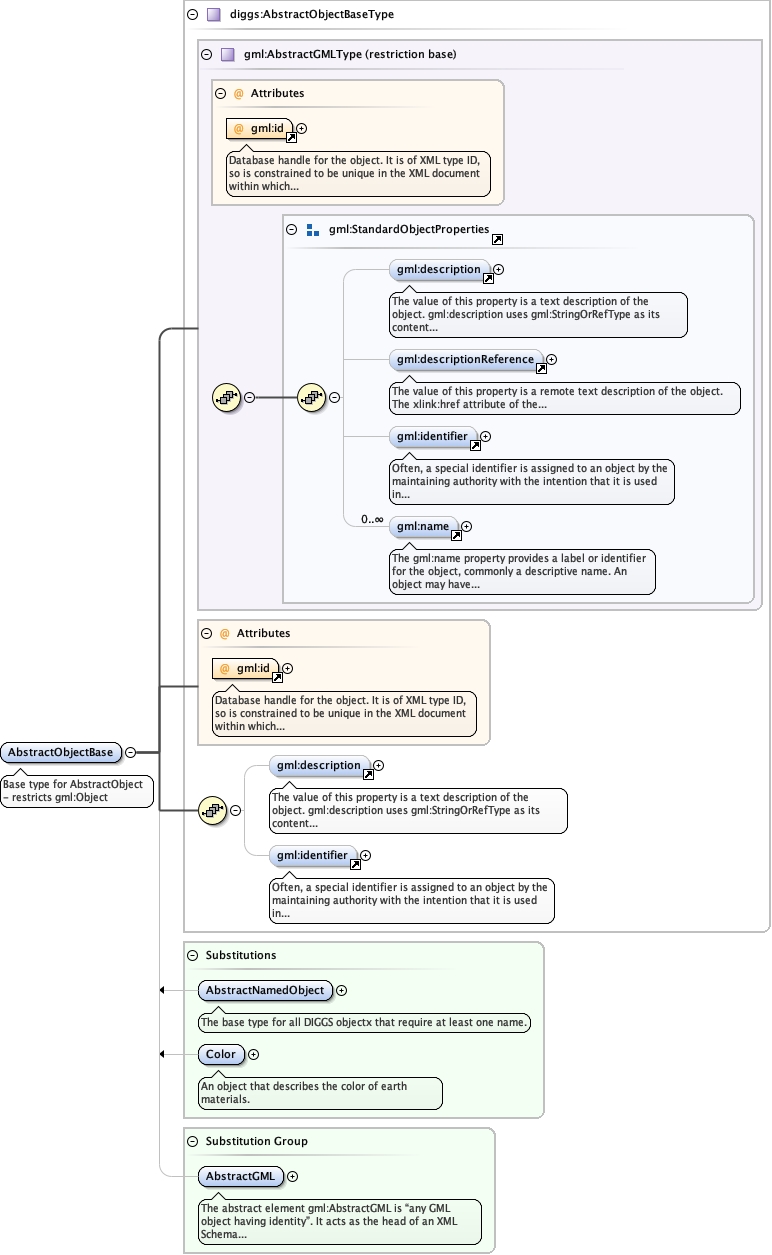 diggs:AbstractObjectBaseType
gml:AbstractGMLType (restriction base)
@ Attributes
@ gml:id
Database handle for the object. It is of XML type ID,
so is constrained to be unique in the XML document
within which...
gml:StandardObjectProperties
gml:description
The value of this property is a text description of the
object. gml:description uses gml:StringOrRefType as its
content...
gml:descriptionReference
The value of this property is a remote text description of the object.
The xlink:href attribute of the...
gml:identifier
Often, a special identifier is assigned to an object by the
maintaining authority with the intention that it is used
in...
0..∞
gml:name
The gml:name property provides a label or identifier
for the object, commonly a descriptive name. An
object may have...
@ Attributes
@ gml:id
Database handle for the object. It is of XML type ID,
so is constrained to be unique in the XML document
within which...
AbstractObjectBase
Base type for AbstractObject
- restricts gml:Object
gml:description
The value of this property is a text description of the
object. gml:description uses gml:StringOrRefType as its
content...
gml:identifier
Often, a special identifier is assigned to an object by the
maintaining authority with the intention that it is used
in...
Substitutions
AbstractNamedObject
The base type for all DIGGS objectx that require at least one name.
Color
An object that describes the color of earth
materials.
Substitution Group
AbstractGML
The abstract element gml:AbstractGML is “any GML
object having identity”. It acts as the head of an XML
Schema...